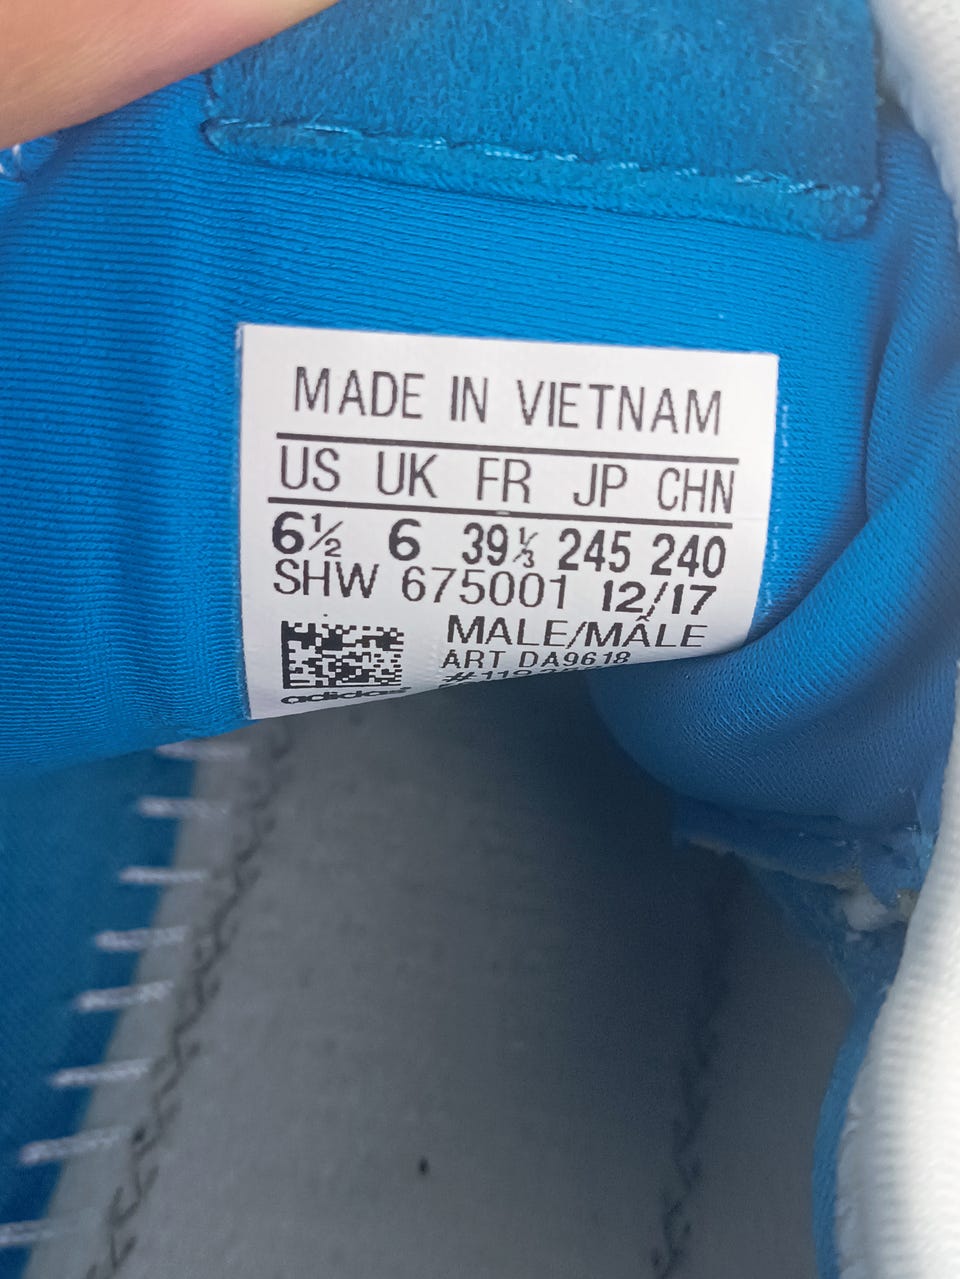 MADE IN VIETNAM
US UK FR JP CHN
6½ 6 39⅓ 245 240
SHW 675001 12/17
MALE/MÂLE
ART DA9618
adidas